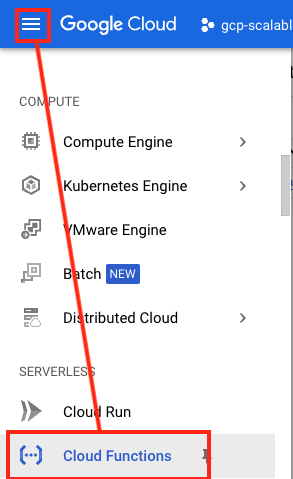 Google Cloud
gcp-scalabl
COMPUTE
Compute Engine
Kubernetes Engine
VMware Engine
Batch NEW
Distributed Cloud
SERVERLESS
Cloud Run
Cloud Functions